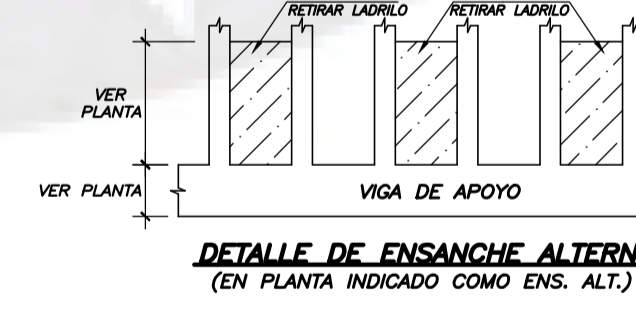 RETIRAR LADRILO
RETIRAR LADRILO
VER
PLANTA
VER PLANTA
VIGA DE APOYO
DETALLE DE ENSANCHE ALTERN
(EN PLANTA INDICADO COMO ENS. ALT.)